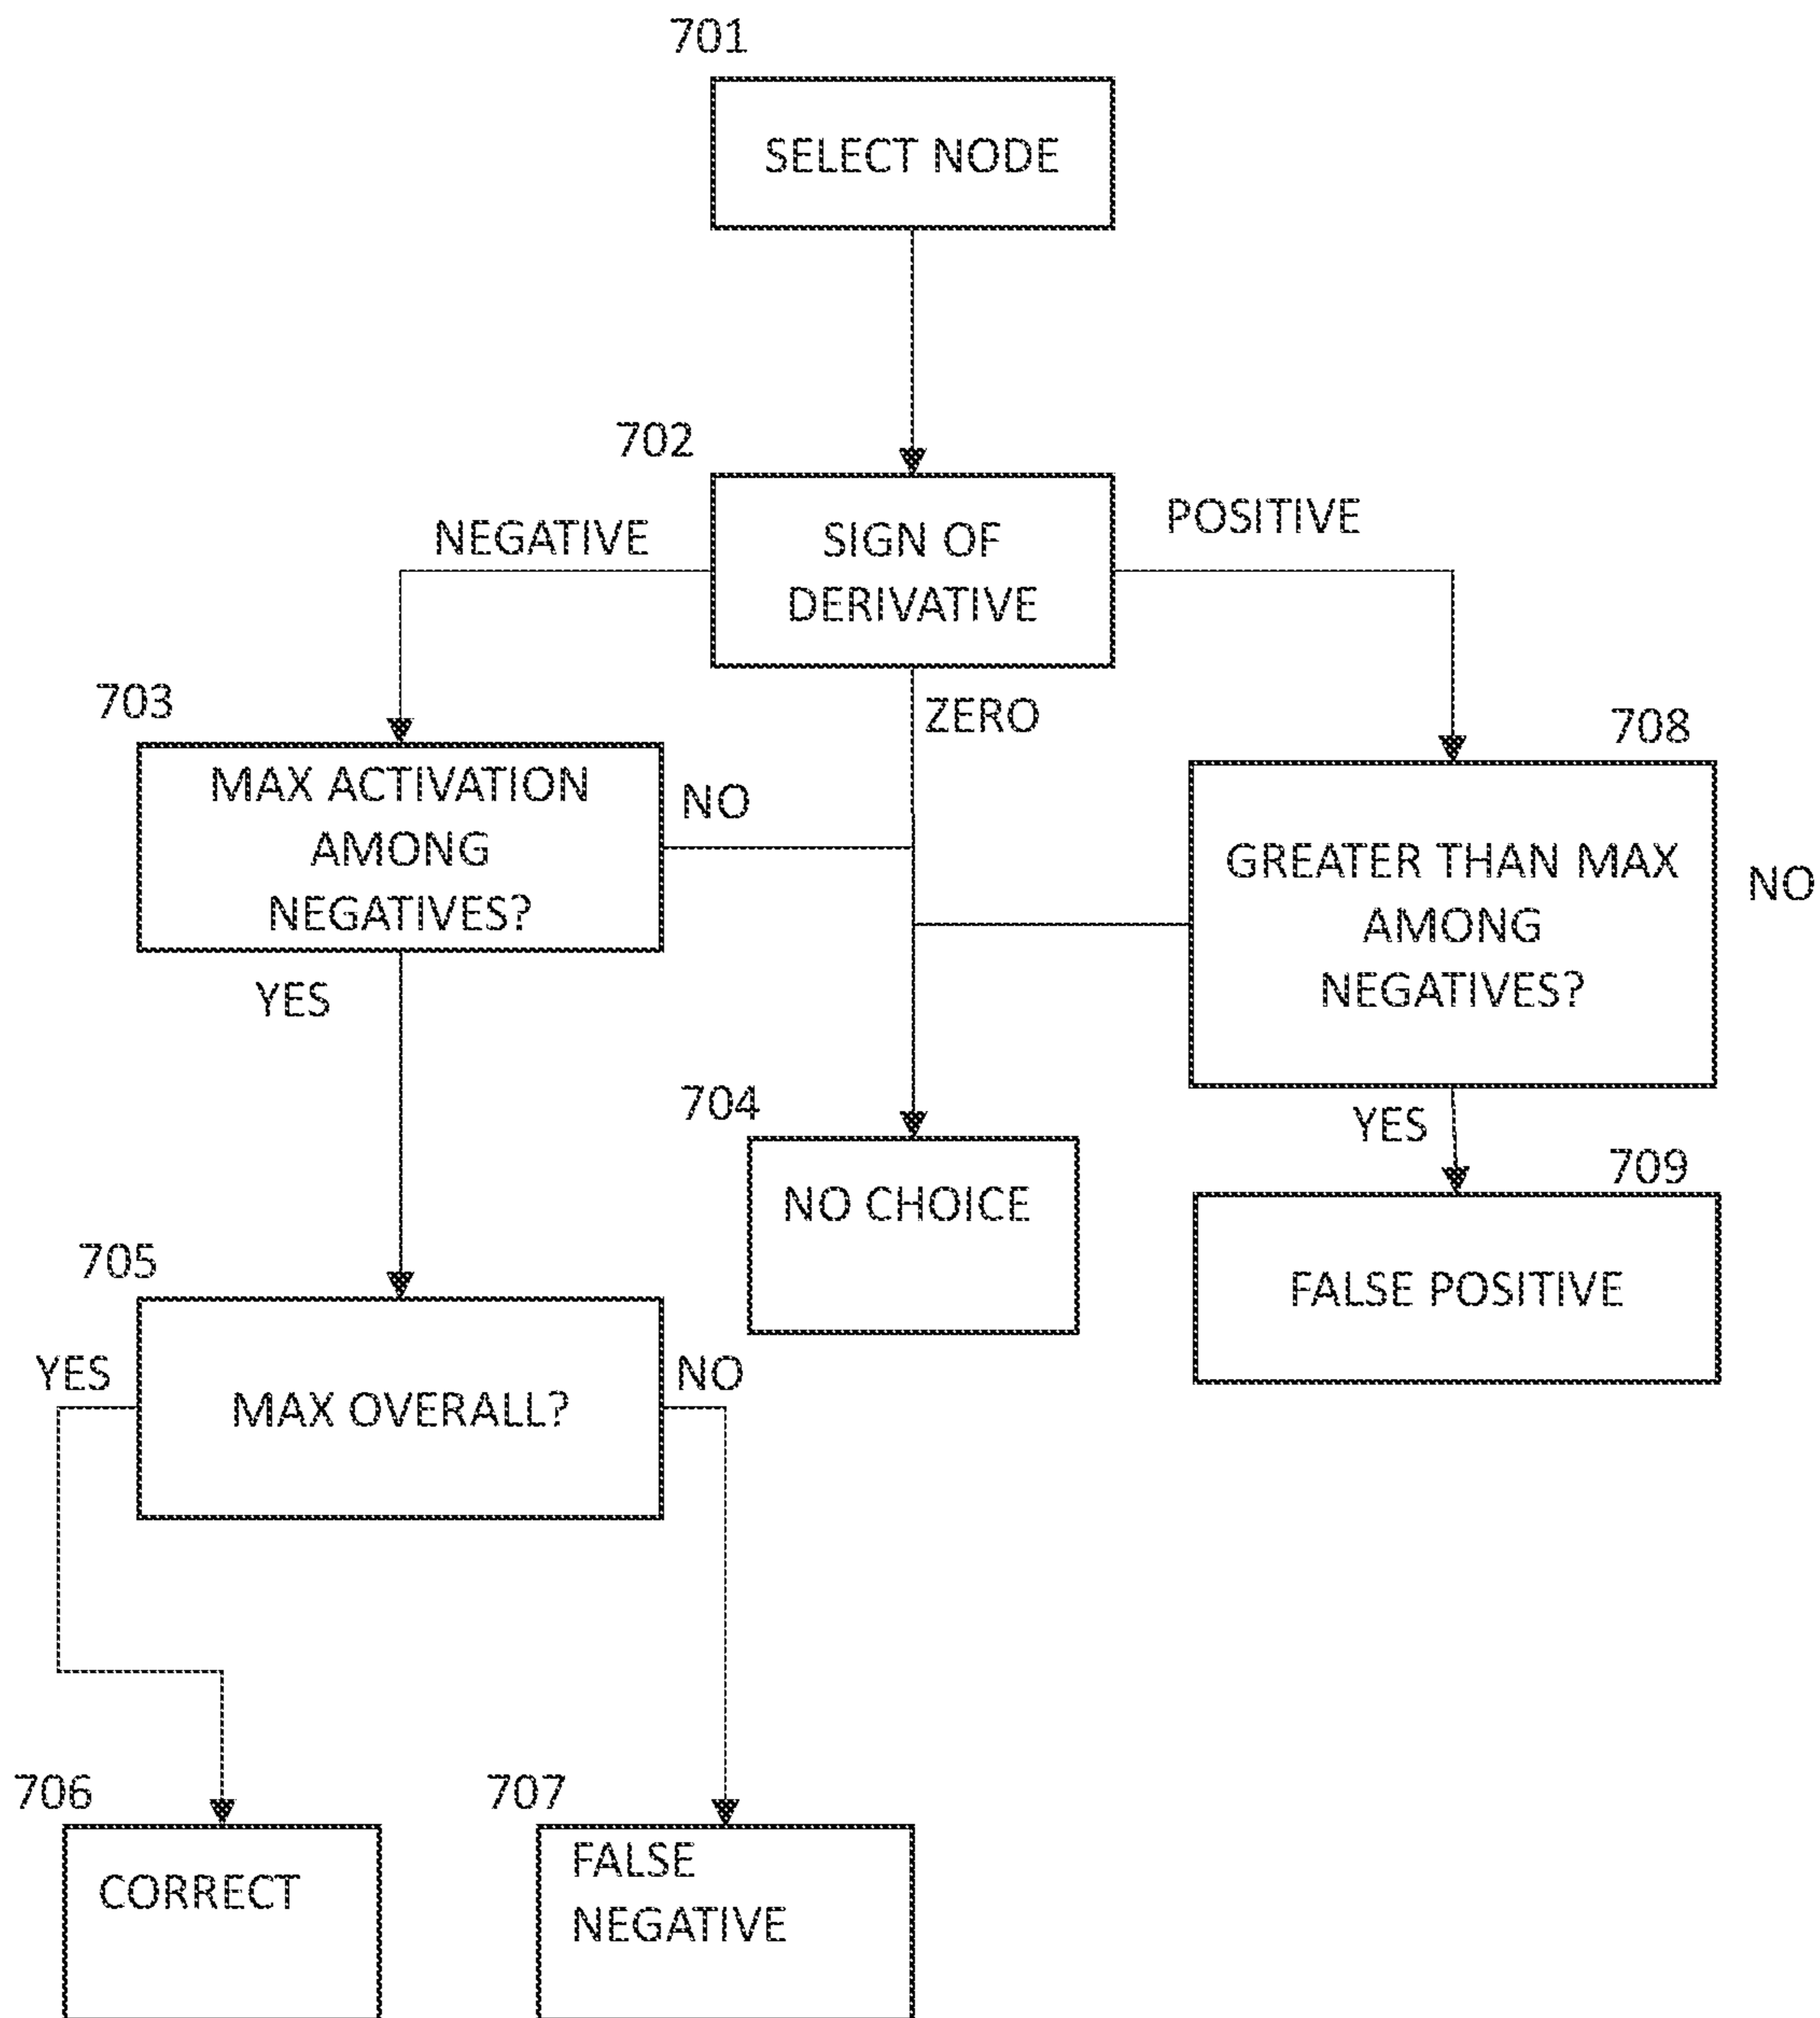 701
SELECT NODE
702
NEGATIVE
SIGN OF
DERIVATIVE
POSITIVE
ZERO
703
MAX ACTIVATION
AMONG
NEGATIVES?
NO
YES
708
GREATER THAN MAX
AMONG
NEGATIVES?
NO
YES
704
NO CHOICE
709
FALSE POSITIVE
705
MAX OVERALL?
YES
NO
706
CORRECT
707
FALSE
NEGATIVE